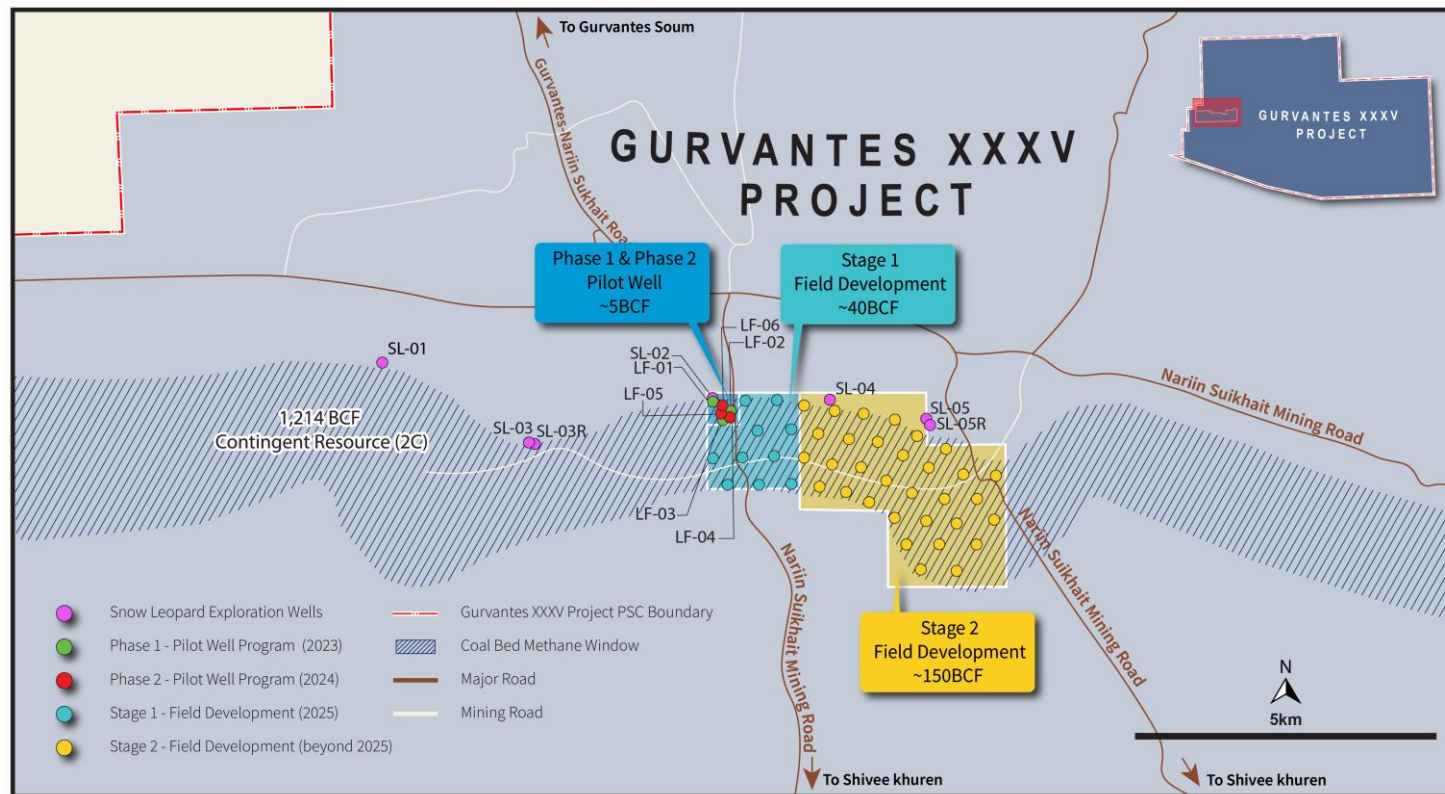 To Gurvantes Soum
Gurvantes-Nariin Sukhait Road
GURVANTES XXXV
PROJECT
GURVANTES XXXV
PROJECT
Phase 1 & Phase 2
Pilot Well
~5BCF
Stage 1
Field Development
~40BCF
LF-06
LF-02
SL-02
LF-01
LF-05
SL-01
SL-04
SL-05
SL-05R
Nariin Suikhait Mining Road
1,214 BCF
Contingent Resource (2C)
SL-03
SL-03R
LF-03
LF-04
Nariin Suikhait Mining Road
Nariin Suikhait Mining Road
Stage 2
Field Development
~150BCF
Snow Leopard Exploration Wells
Phase 1 - Pilot Well Program (2023)
Phase 2 - Pilot Well Program (2024)
Stage 1 - Field Development (2025)
Stage 2 - Field Development (beyond 2025)
Gurvantes XXXV Project PSC Boundary
Coal Bed Methane Window
Major Road
Mining Road
N
5km
To Shivee khuren
To Shivee khuren